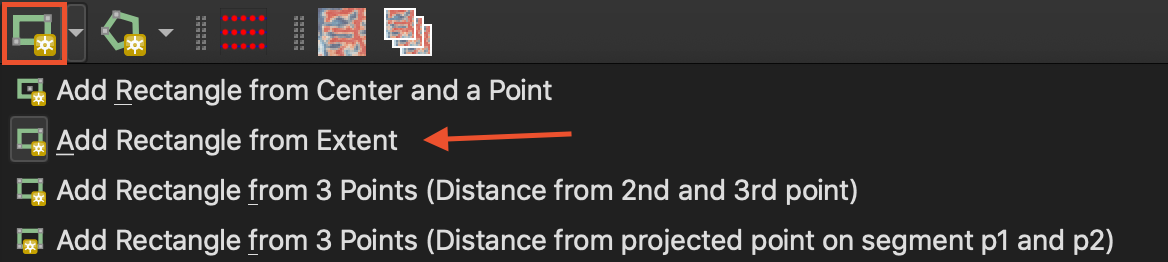 Add Rectangle from Center and a Point
Add Rectangle from Extent
Add Rectangle from 3 Points (Distance from 2nd and 3rd point)
Add Rectangle from 3 Points (Distance from projected point on segment p1 and p2)